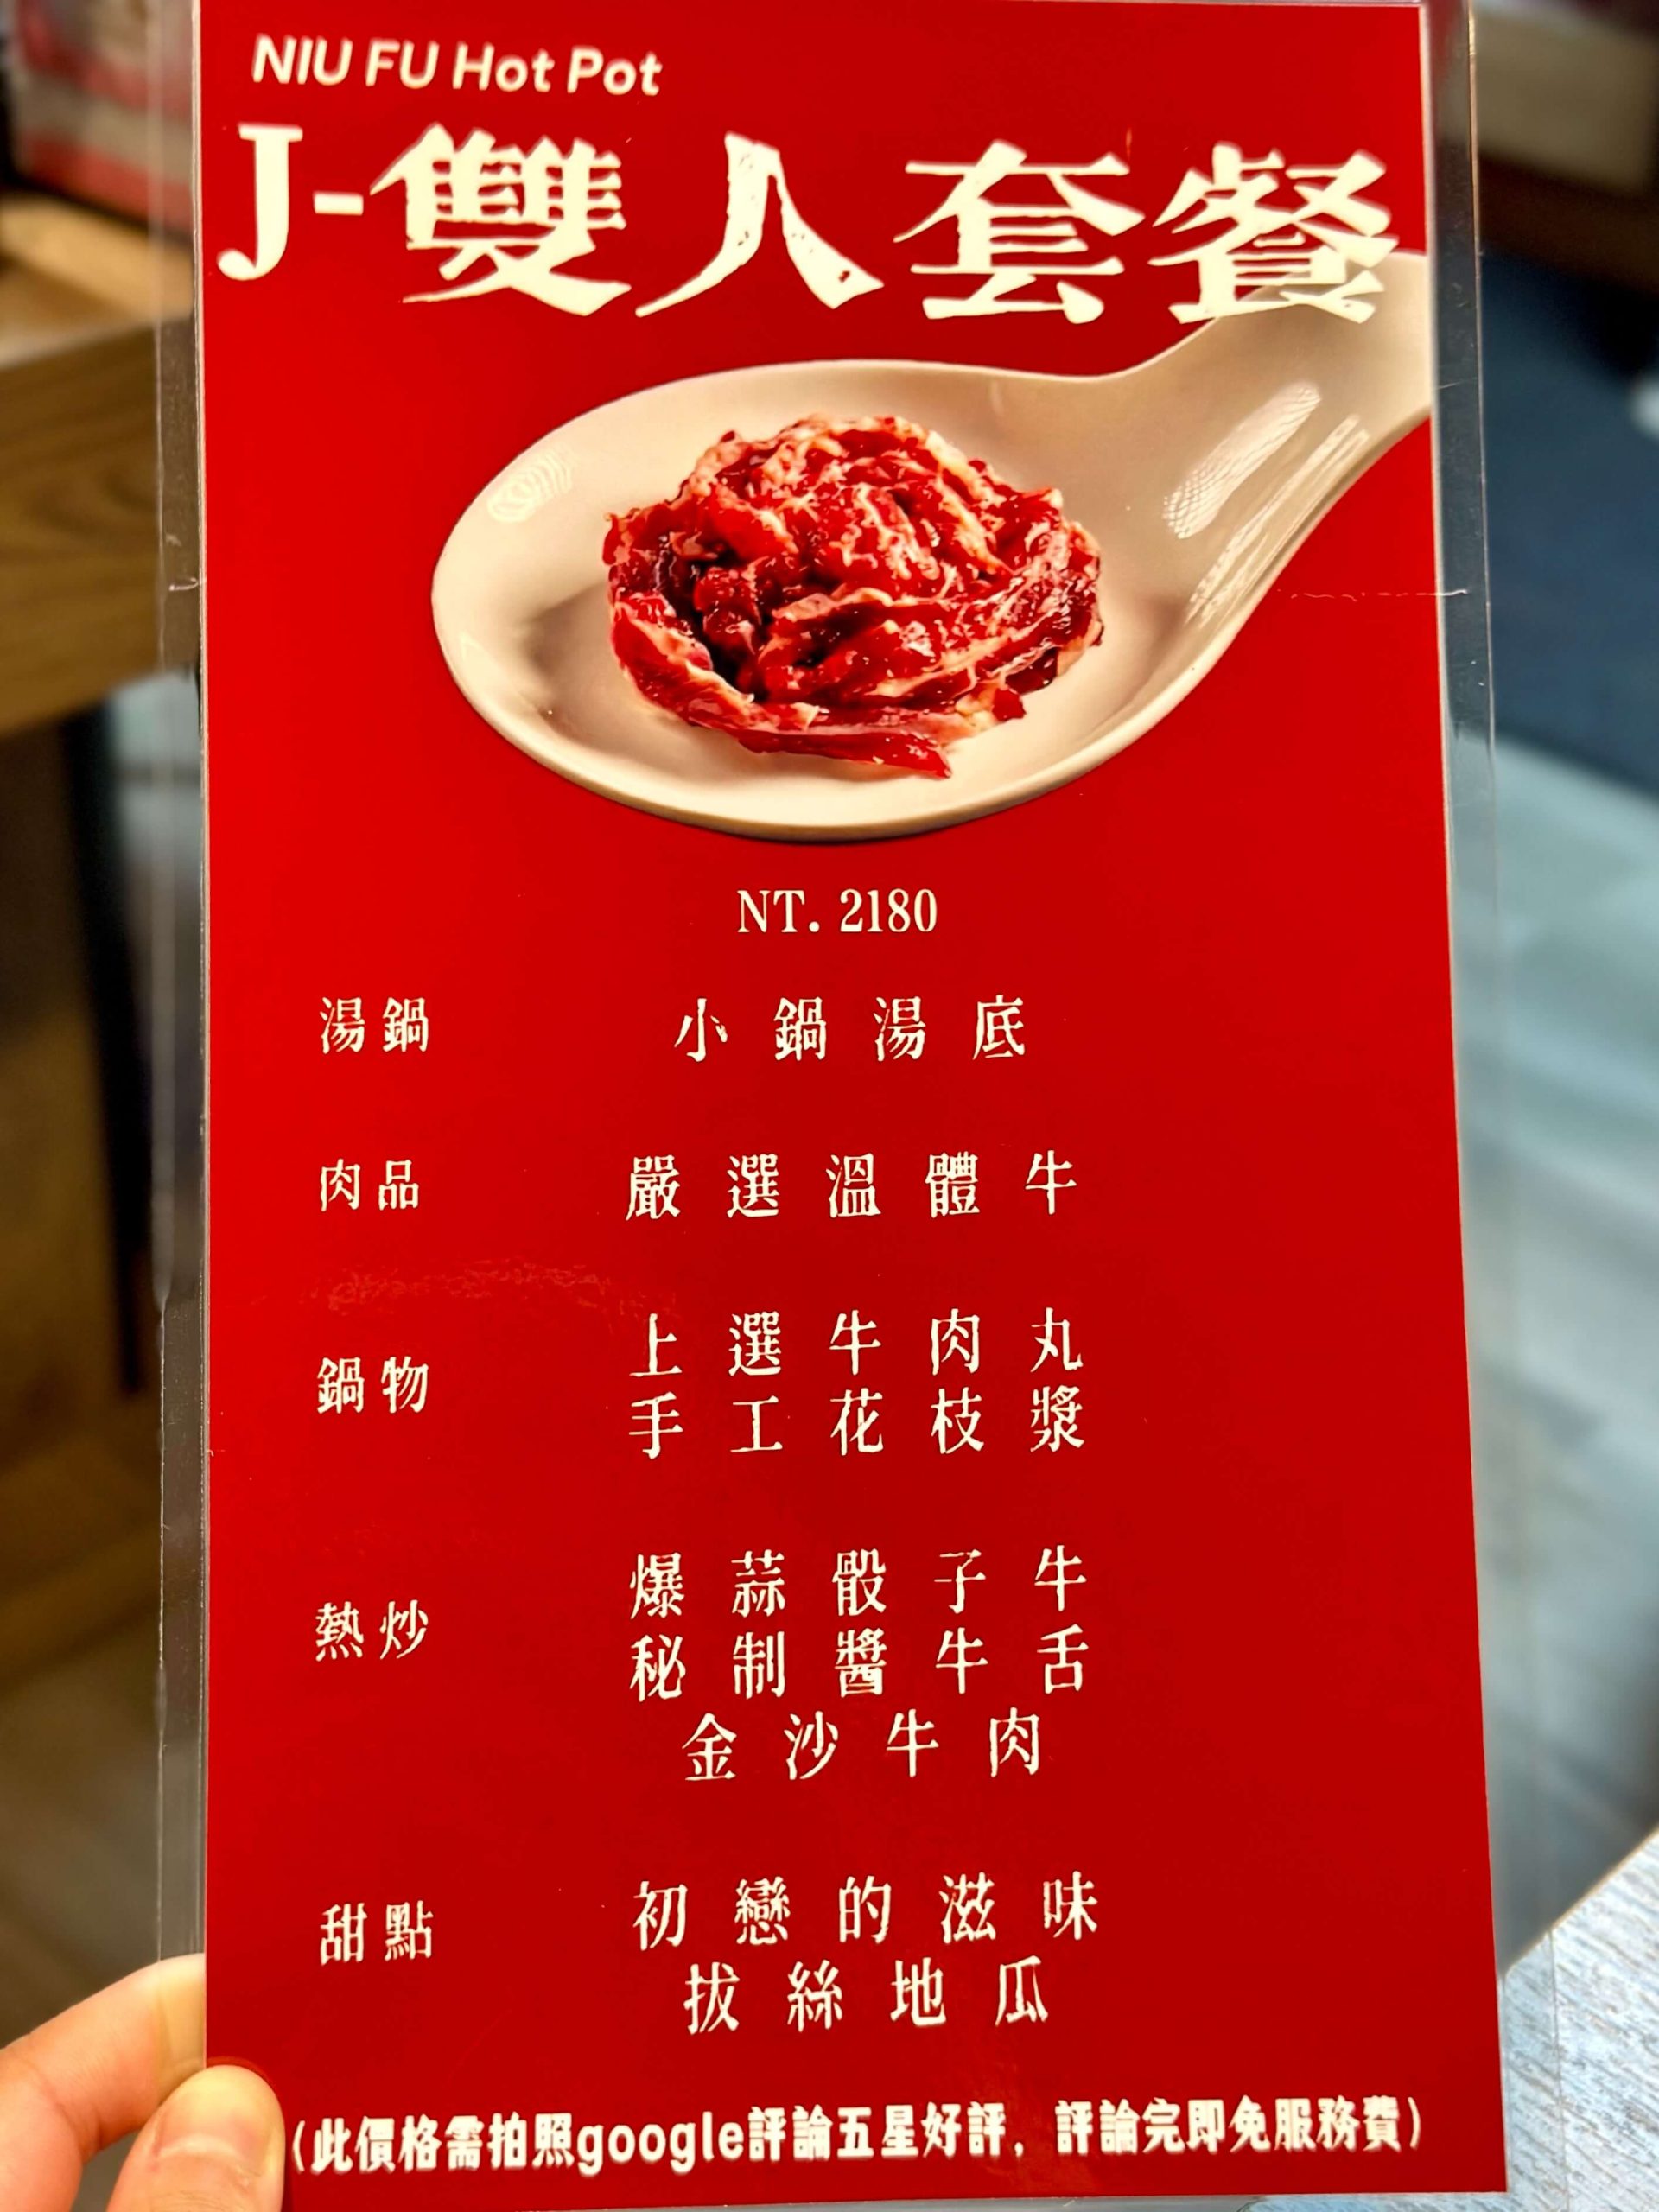 NIU FU Hot Pot
J-雙人套餐
NT. 2180
湯鍋 小鍋湯底
肉品 嚴選溫體牛
鍋物 上選牛肉丸
手工花枝漿
熱炒 爆蒜骰子牛
秘制醬牛舌
金沙牛肉
甜點 初戀的滋味
拔絲地瓜
(此價格需拍照google評論五星好評，評論完即免服務費)